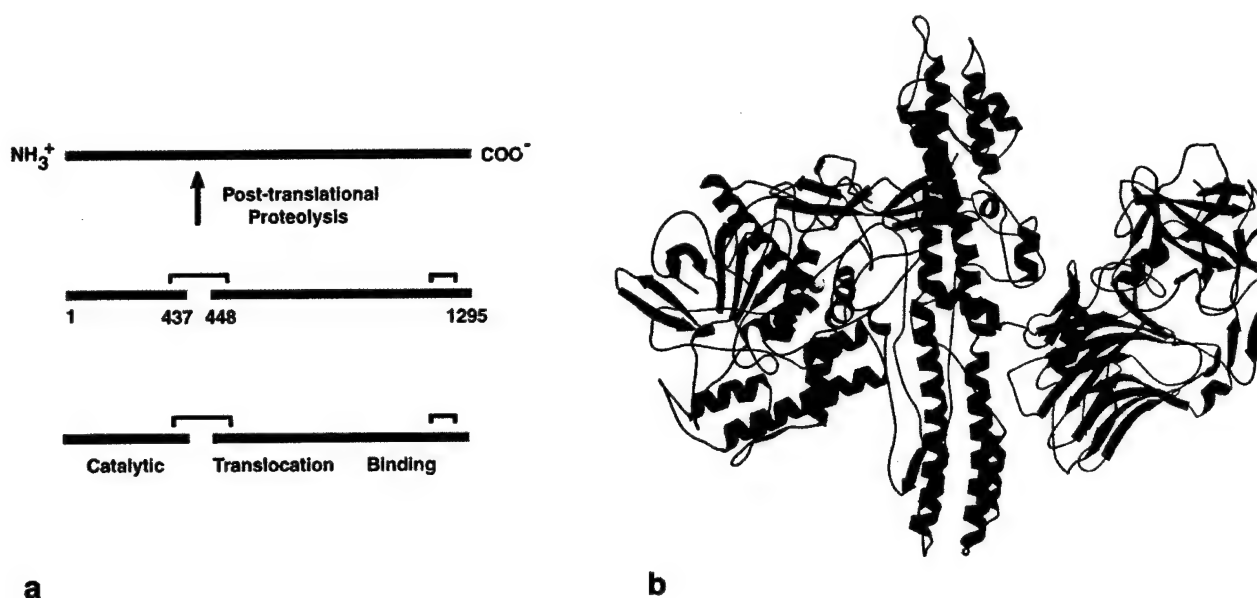 NH3+ COO-
Post-translational
Proteolysis
1 437 448 1295
Catalytic Translocation Binding
a b